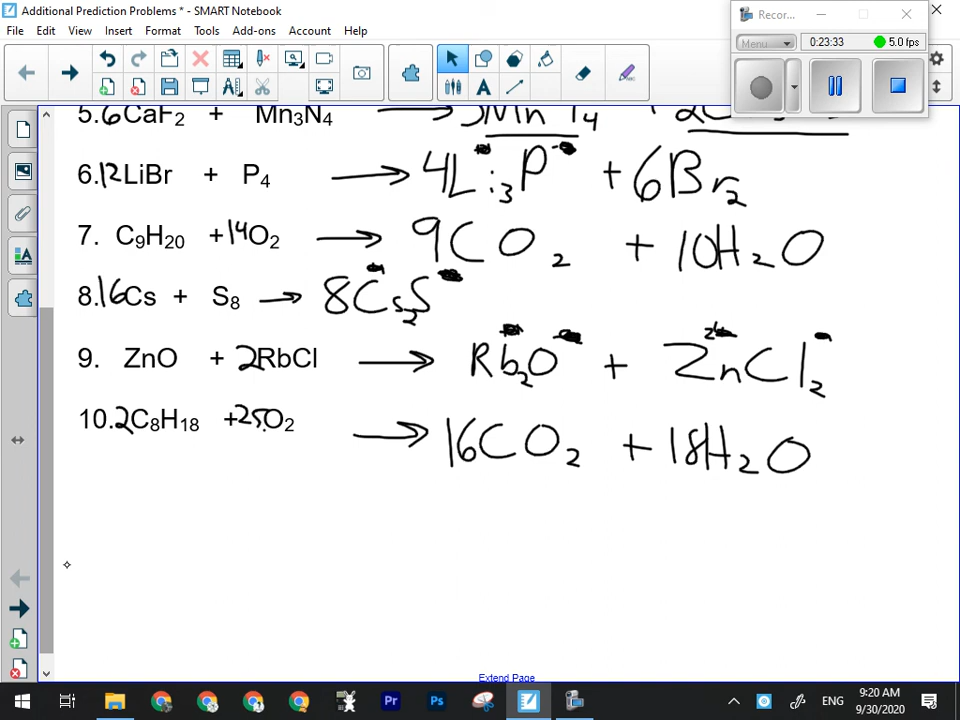 Additional Prediction Problems * - SMART Notebook
Recor...
File Edit View Insert Format Tools Add-ons Account Help
Menu 0:23:33 5.0 fps
5.6CaF2 + Mn3N4
6.12LiBr + P4 → 4Li3P + 6Br2
7. C9H20 +14O2 → 9CO2 + 10H2O
8.16Cs + S8 → 8Cs2S
9. ZnO + 2RbCl → Rb2O + ZnCl2
10.2C8H18 +25O2 → 16CO2 + 18H2O
Extend Page
Pr Ps ENG 9:20 AM
9/30/2020